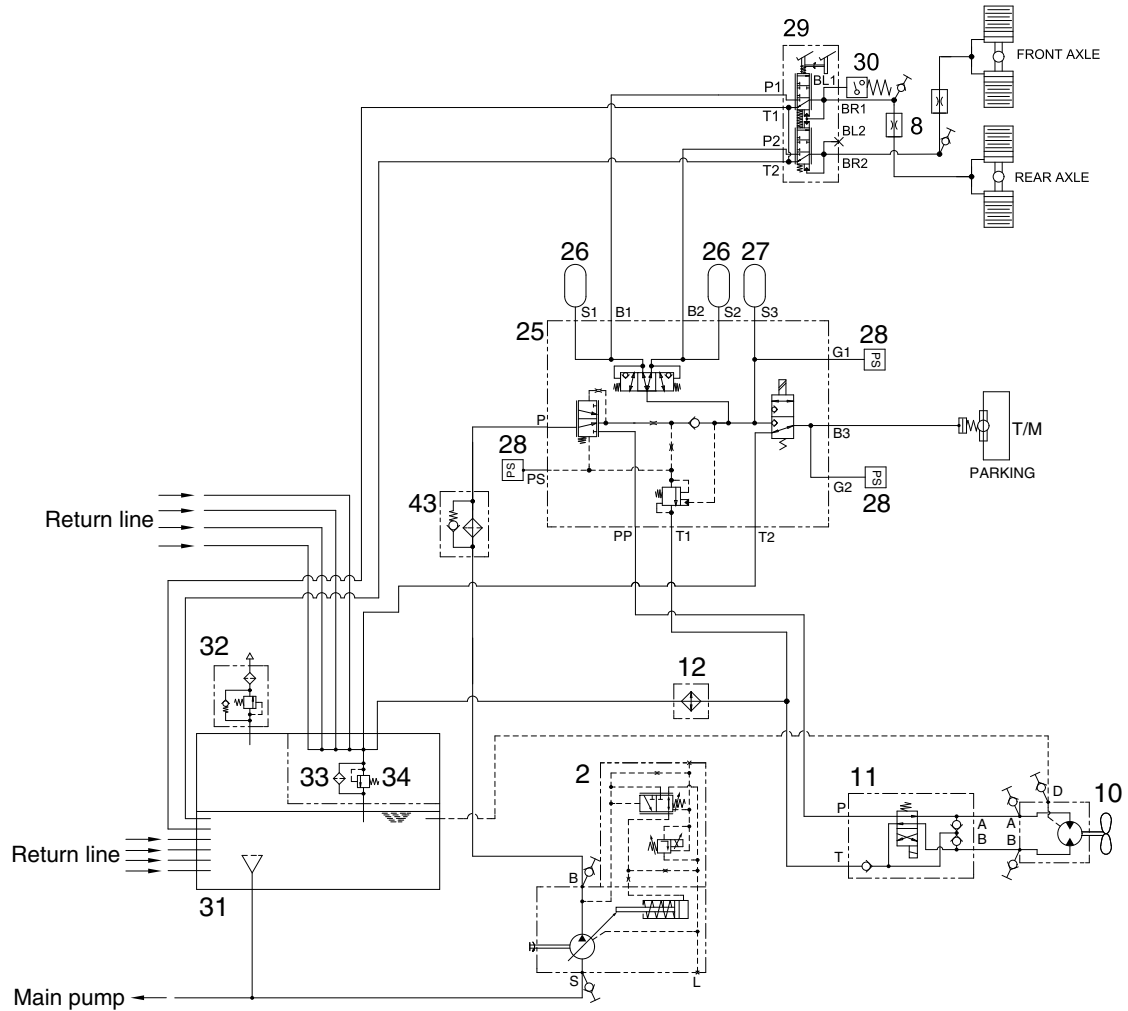 29
30
FRONT AXLE
P1
BL1
T1
BR1
8
P2
BL2
T2
BR2
REAR AXLE
26
26
27
S1
B1
B2
S2
S3
25
28
G1
PS
P
B3
T/M
28
PS
PS
PARKING
43
G2
PS
28
Return line
PP
T1
T2
32
12
33
34
2
11
D
10
P
A
A
B
B
T
Return line
31
B
S
L
Main pump